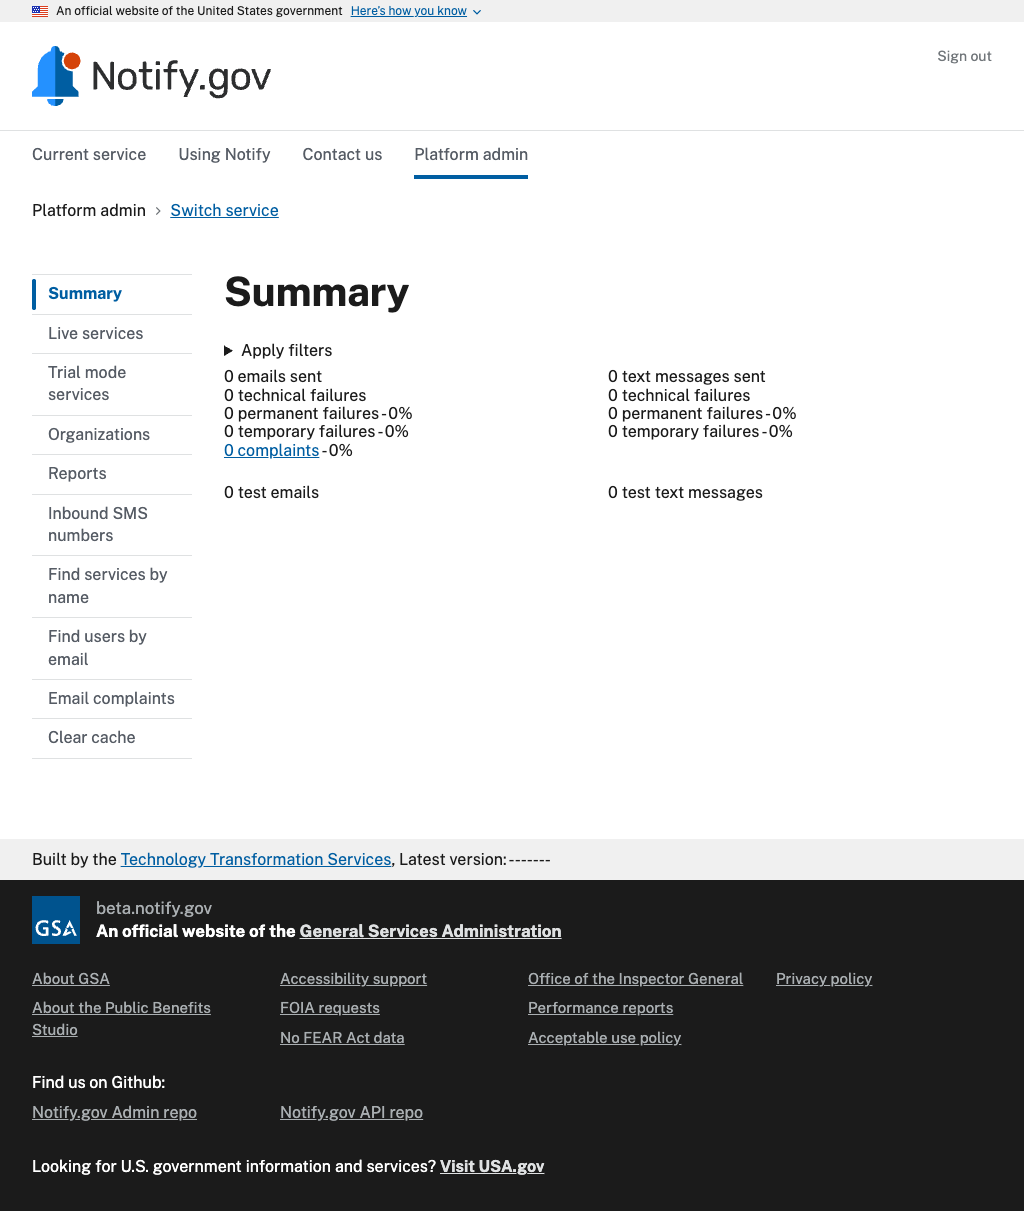 An official website of the United States government Here's how you know
Notify.gov
Sign out
Current service Using Notify Contact us Platform admin
Platform admin Switch service
Summary
Live services
Trial mode
services
Organizations
Reports
Inbound SMS
numbers
Find services by
name
Find users by
email
Email complaints
Clear cache
Summary
Apply filters
0 emails sent
0 technical failures
0 permanent failures - 0%
0 temporary failures - 0%
0 complaints - 0%
0 test emails
0 text messages sent
0 technical failures
0 permanent failures - 0%
0 temporary failures - 0%
0 test text messages
Built by the Technology Transformation Services, Latest version: -------
GSA
beta.notify.gov
An official website of the General Services Administration
About GSA
About the Public Benefits
Studio
Accessibility support
FOIA requests
No FEAR Act data
Office of the Inspector General
Performance reports
Acceptable use policy
Privacy policy
Find us on Github:
Notify.gov Admin repo Notify.gov API repo
Looking for U.S. government information and services? Visit USA.gov